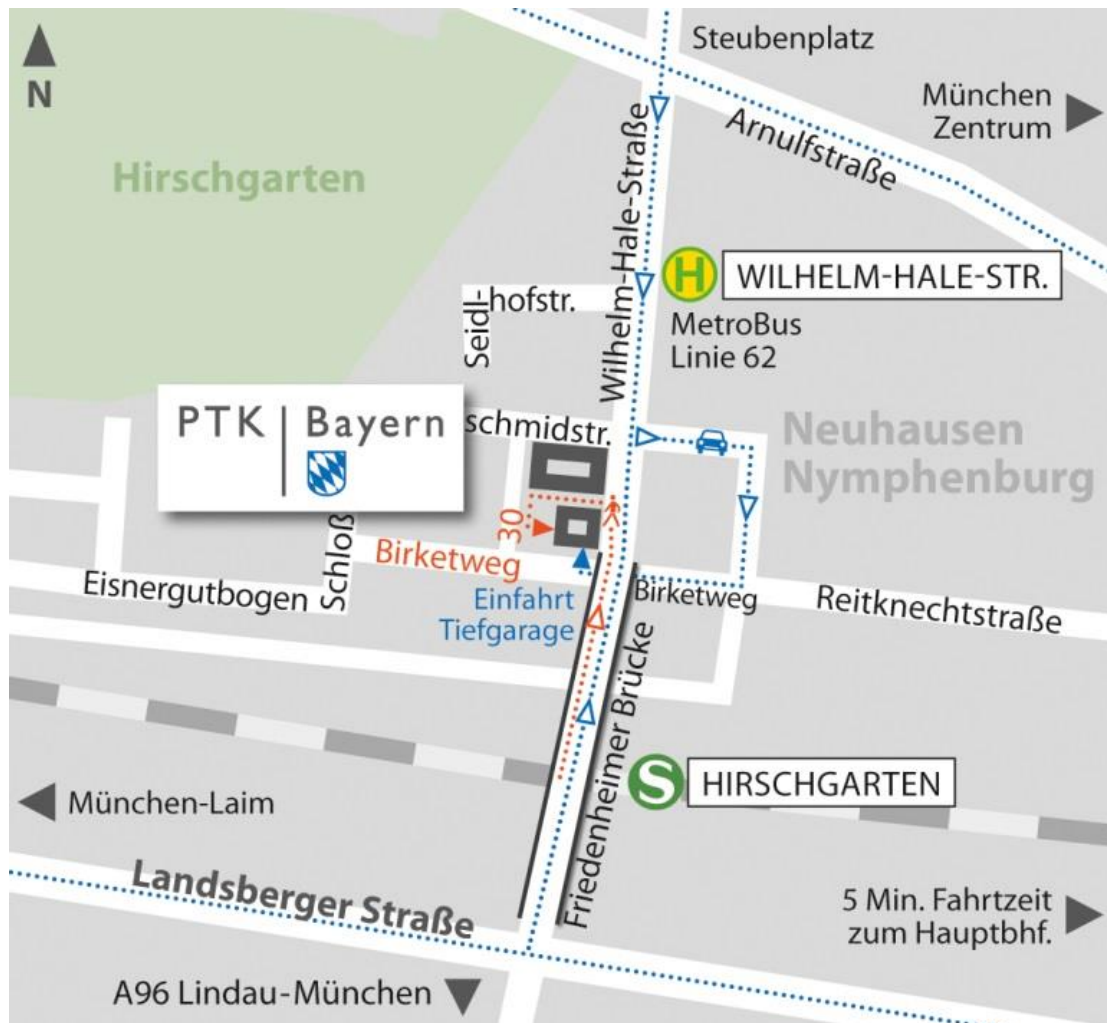 Steubenplatz
N
München
Zentrum
Arnulfstraße
Hirschgarten
Wilhelm-Hale-Straße
H
WILHELM-HALE-STR.
MetroBus
Linie 62
Seidl-
hofstr.
PTK Bayern
schmidstr.
Schloß
Neuhausen
Nymphenburg
30
Birketweg
Eisnergutbogen
Einfahrt
Tiefgarage
Birketweg
Reitknechtstraße
Friedenheimer Brücke
S
HIRSCHGARTEN
München-Laim
Landsberger Straße
5 Min. Fahrtzeit
zum Hauptbhf.
A96 Lindau-München